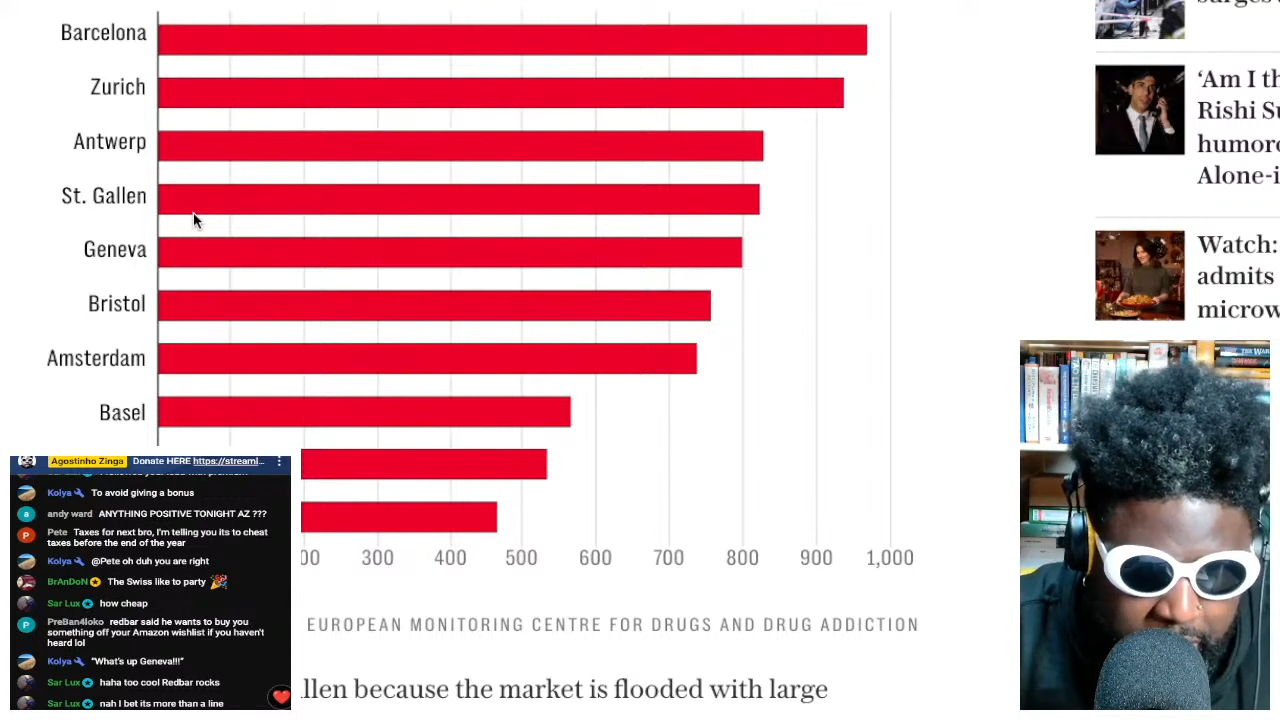 Barcelona
Zurich
Antwerp
St. Gallen
Geneva
Bristol
Amsterdam
Basel
00 300 400 500 600 700 800 900 1,000
EUROPEAN MONITORING CENTRE FOR DRUGS AND DRUG ADDICTION
llen because the market is flooded with large
‘Am I th
Rishi Su
humoro
Alone-i
Watch:
admits
microw
THE WAR
Agostinho Zinga Donate HERE https://streaml...
Kolya To avoid giving a bonus
andy ward ANYTHING POSITIVE TONIGHT AZ ???
Pete Taxes for next bro, I'm telling you its to cheat
taxes before the end of the year
Kolya @Pete oh duh you are right
BrAnDoN The Swiss like to party
Sar Lux how cheap
PreBan4loko redbar said he wants to buy you
something off your Amazon wishlist if you haven't
heard lol
Kolya "What's up Geneva!!!"
Sar Lux haha too cool Redbar rocks
Sar Lux nah I bet its more than a line